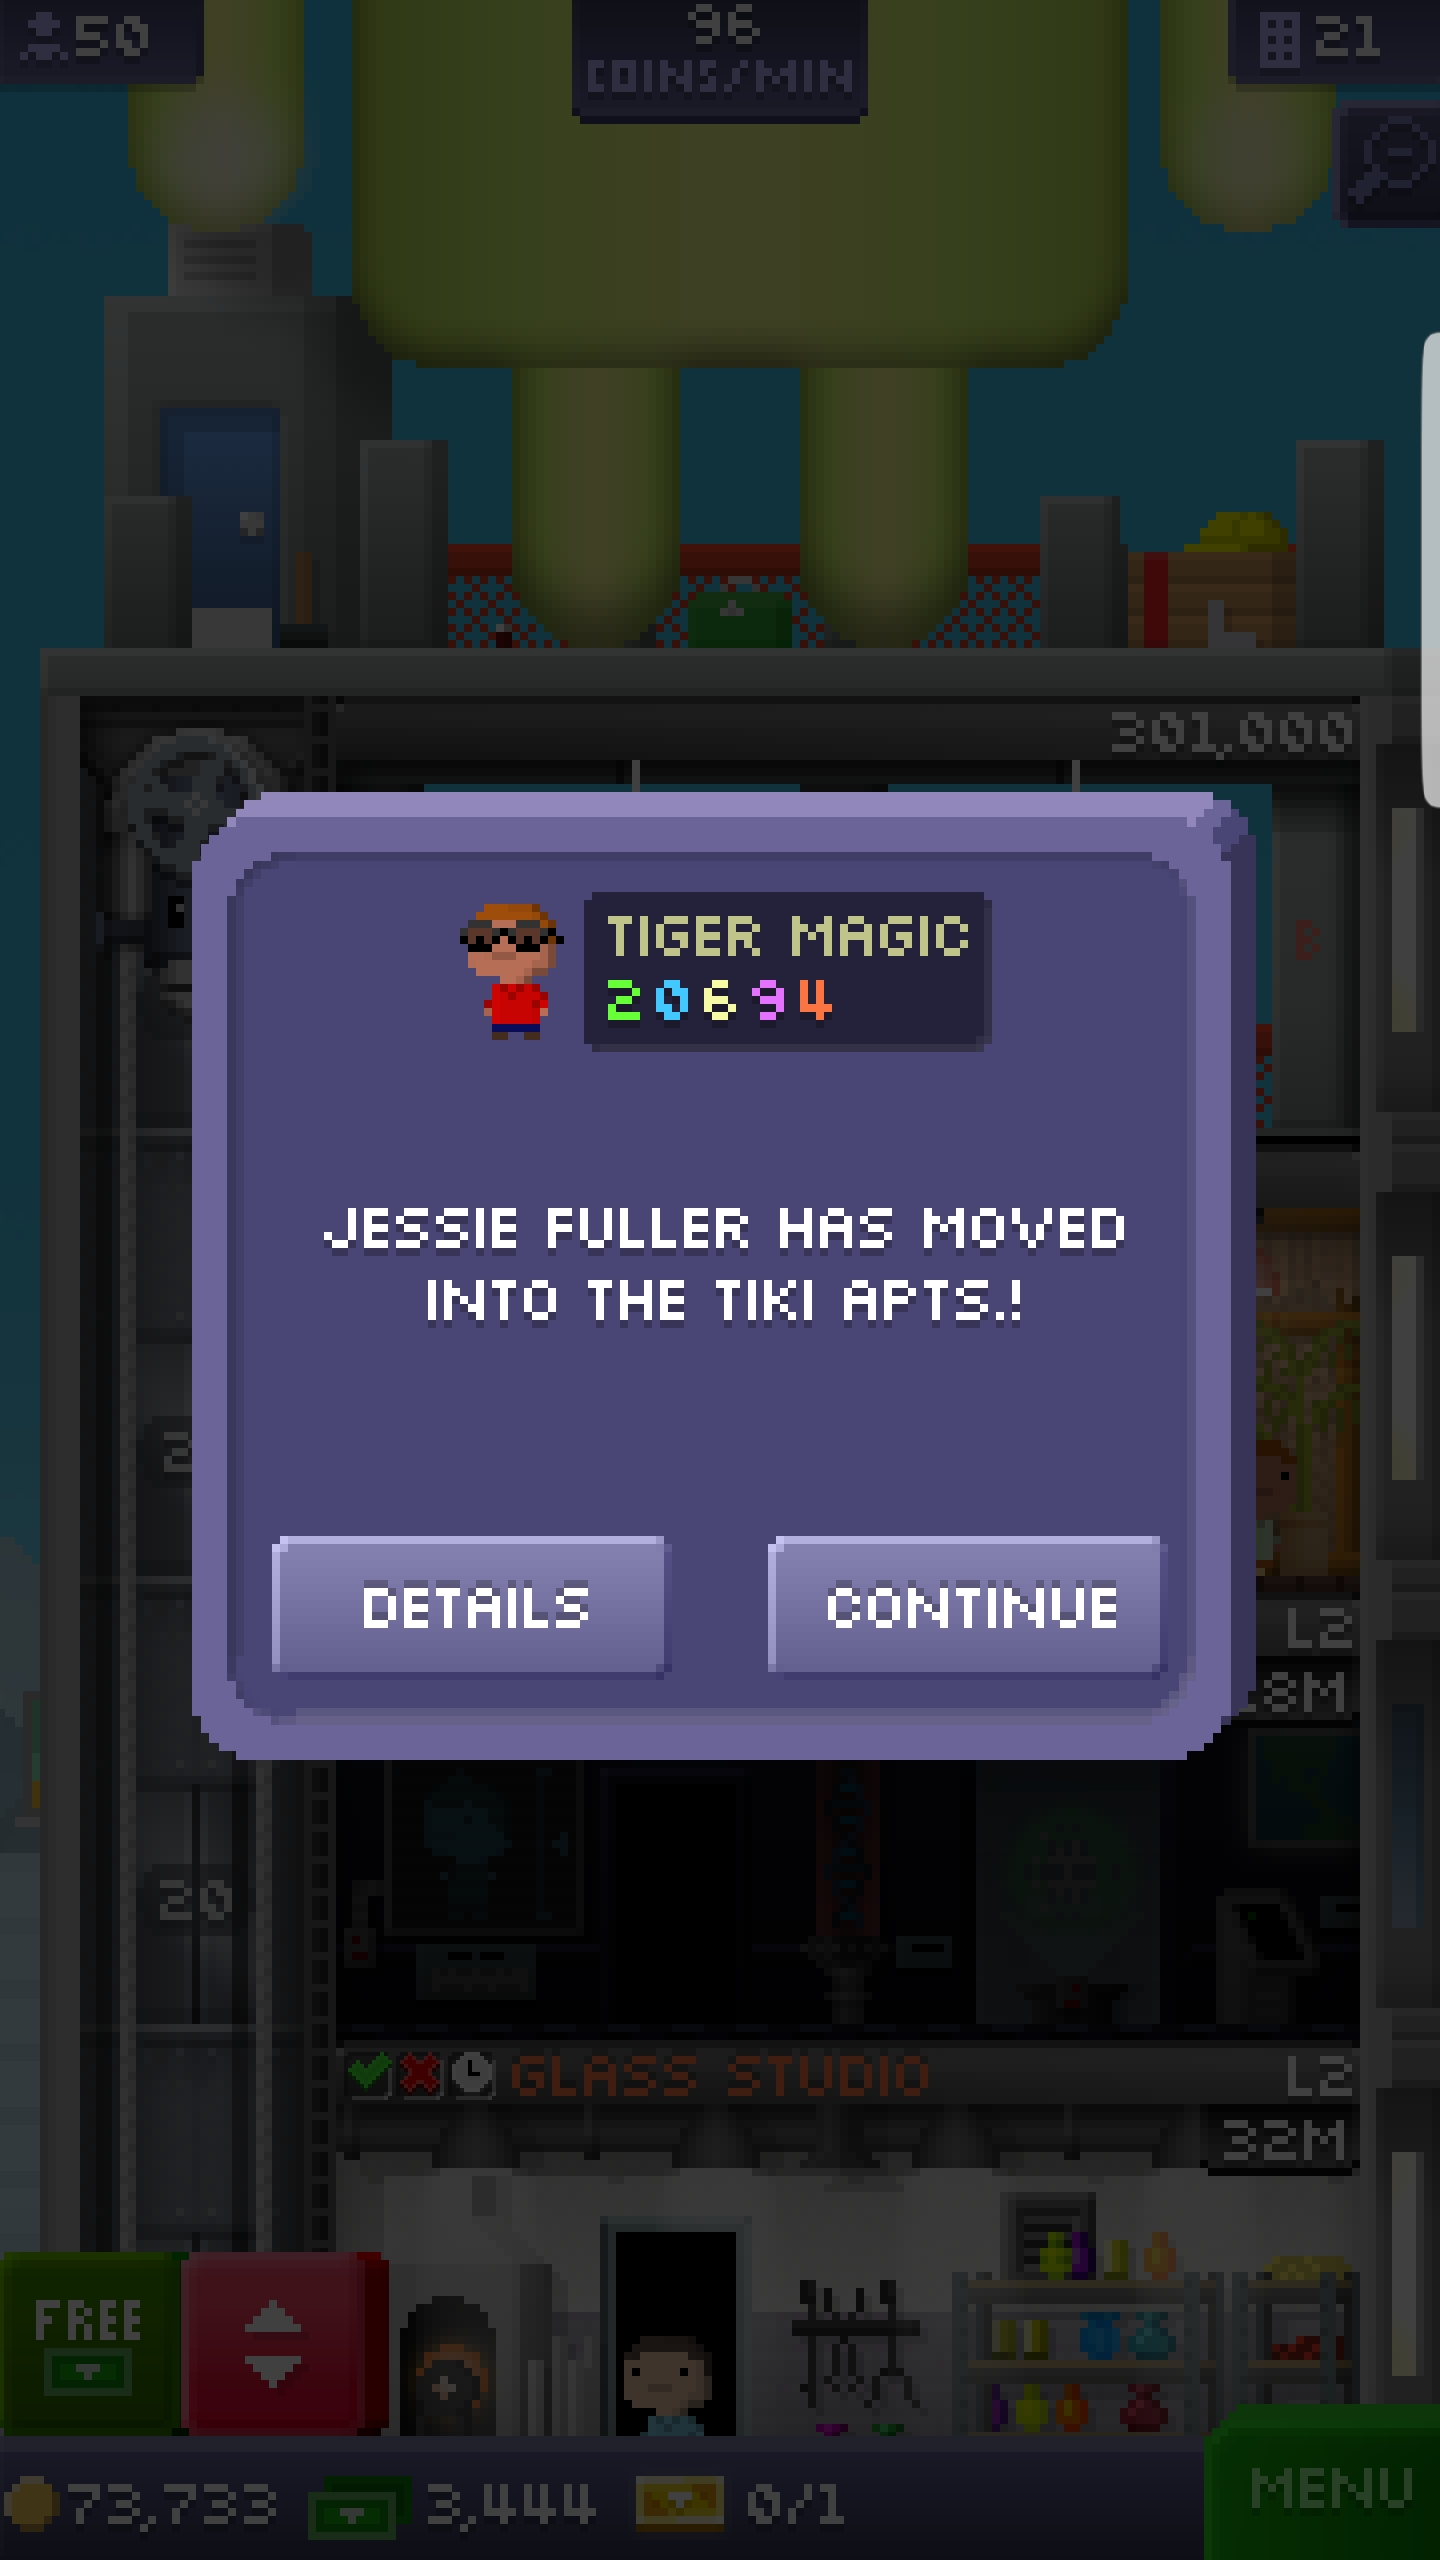 50
96
COINS/MIN
21
301,000
B
TIGER MAGIC
20694
JESSIE FULLER HAS MOVED
INTO THE TIKI APTS.!
DETAILS
CONTINUE
L2
20
GLASS STUDIO
L2
32M
FREE
73,733
3,444
0/1
MENU